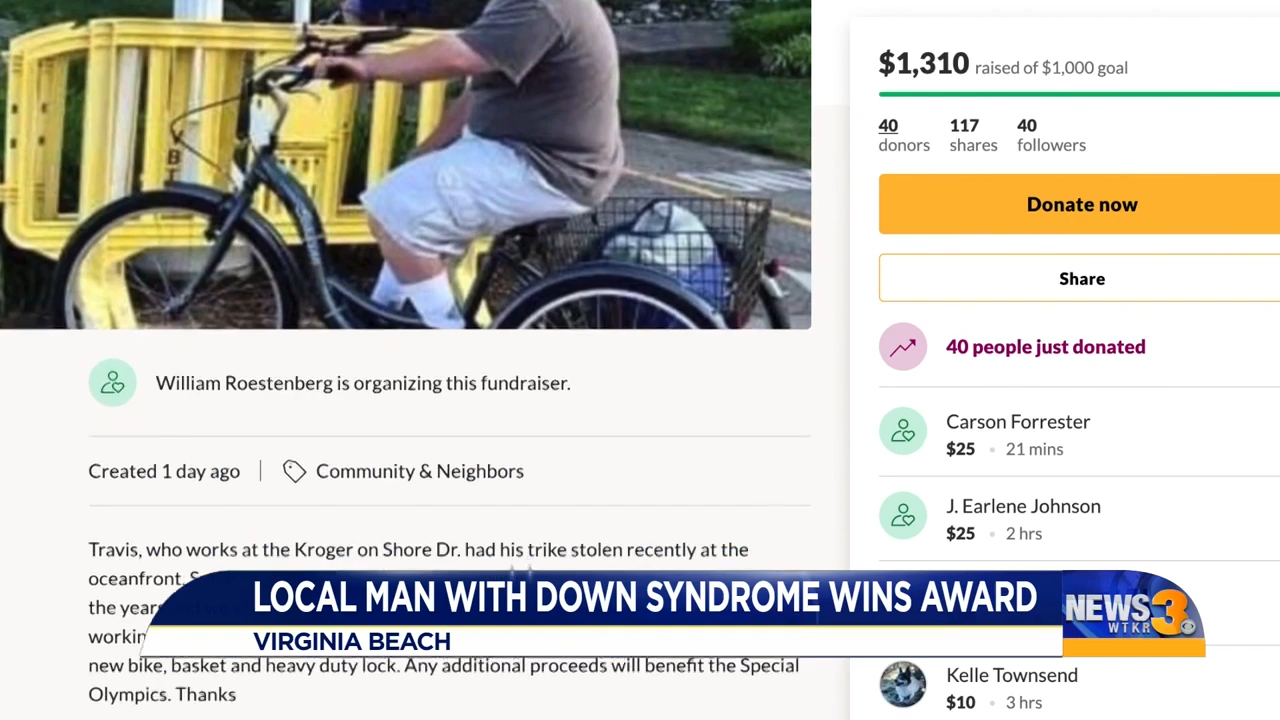 $1,310 raised of $1,000 goal
40 117 40
donors shares followers
Donate now
Share
40 people just donated
William Roestenberg is organizing this fundraiser.
Carson Forrester
$25 • 21 mins
Created 1 day ago | Community & Neighbors
J. Earlene Johnson
$25 • 2 hrs
Travis, who works at the Kroger on Shore Dr. had his trike stolen recently at the
oceanfront.
the years
workin
new bike, basket and heavy duty lock. Any additional proceeds will benefit the Special
Olympics. Thanks
LOCAL MAN WITH DOWN SYNDROME WINS AWARD
VIRGINIA BEACH
NEWS 3
WTKR
Kelle Townsend
$10 • 3 hrs